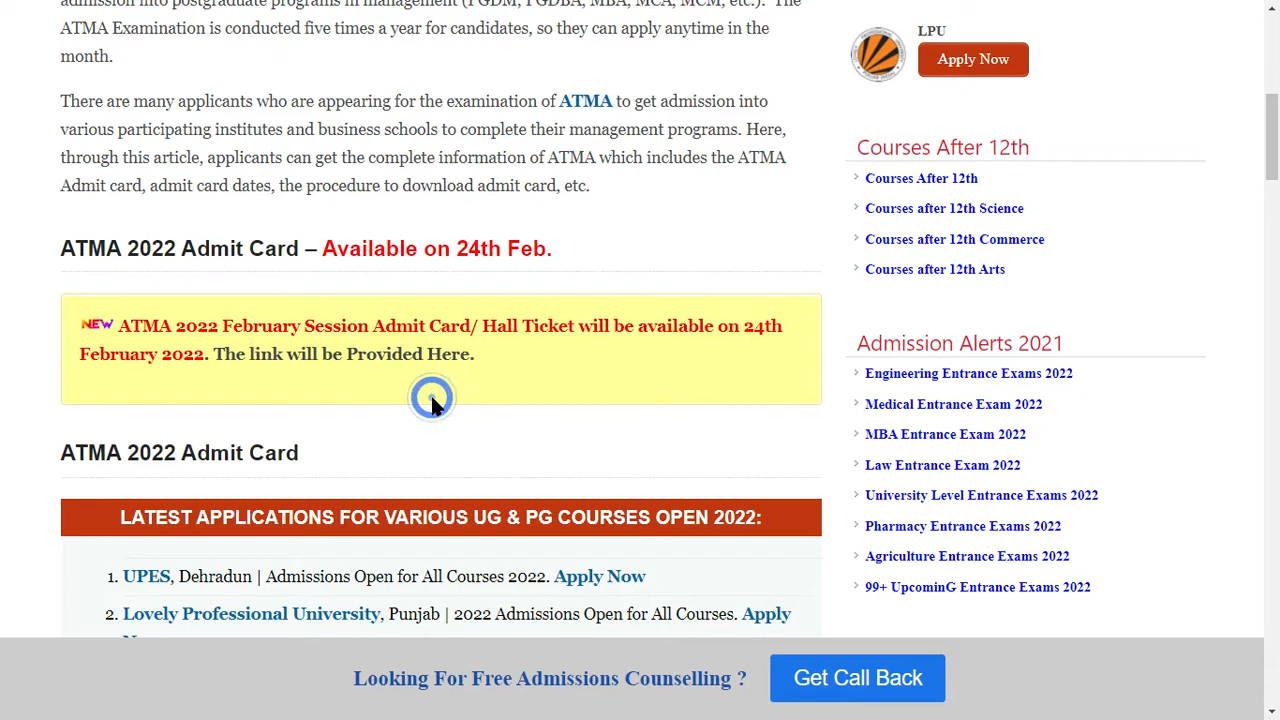 admission into postgraduate programs in management (PGDM, PGDBA, MBA, MCA, MCM, etc.). The
ATMA Examination is conducted five times a year for candidates, so they can apply anytime in the
month.
There are many applicants who are appearing for the examination of ATMA to get admission into
various participating institutes and business schools to complete their management programs. Here,
through this article, applicants can get the complete information of ATMA which includes the ATMA
Admit card, admit card dates, the procedure to download admit card, etc.
ATMA 2022 Admit Card – Available on 24th Feb.
NEW ATMA 2022 February Session Admit Card/ Hall Ticket will be available on 24th
February 2022. The link will be Provided Here.
ATMA 2022 Admit Card
LATEST APPLICATIONS FOR VARIOUS UG & PG COURSES OPEN 2022:
1. UPES, Dehradun | Admissions Open for All Courses 2022. Apply Now
2. Lovely Professional University, Punjab | 2022 Admissions Open for All Courses. Apply
LPU
Apply Now
Courses After 12th
Courses After 12th
Courses after 12th Science
Courses after 12th Commerce
Courses after 12th Arts
Admission Alerts 2021
Engineering Entrance Exams 2022
Medical Entrance Exam 2022
MBA Entrance Exam 2022
Law Entrance Exam 2022
University Level Entrance Exams 2022
Pharmacy Entrance Exams 2022
Agriculture Entrance Exams 2022
99+ UpcominG Entrance Exams 2022
Looking For Free Admissions Counselling ?
Get Call Back